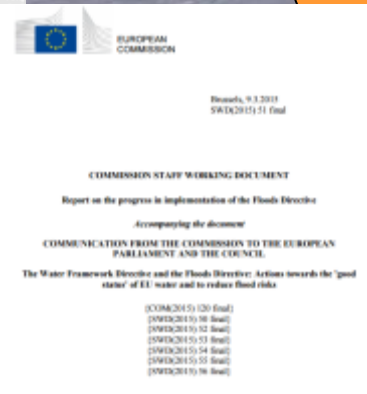 EUROPEAN
COMMISSION
Brussels, 9.3.2015
SWD(2015) 51 final
COMMISSION STAFF WORKING DOCUMENT
Report on the progress in implementation of the Floods Directive
Accompanying the document
COMMUNICATION FROM THE COMMISSION TO THE EUROPEAN
PARLIAMENT AND THE COUNCIL
The Water Framework Directive and the Floods Directive: Actions towards the 'good
status' of EU water and to reduce flood risks
{COM(2015) 120 final}
{SWD(2015) 50 final}
{SWD(2015) 52 final}
{SWD(2015) 53 final}
{SWD(2015) 54 final}
{SWD(2015) 55 final}
{SWD(2015) 56 final}